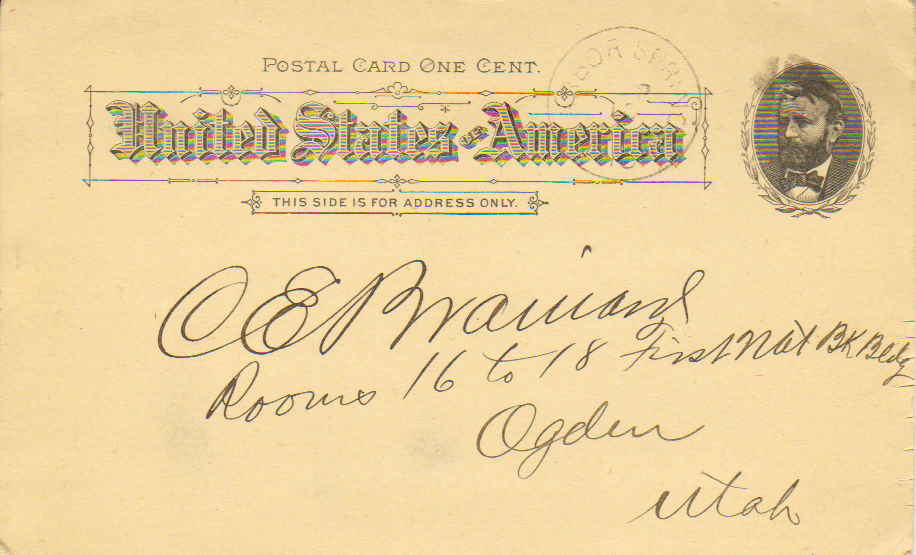 POSTAL CARD ONE CENT.
United States of America
THIS SIDE IS FOR ADDRESS ONLY.
C E Brainard
Rooms 16 to 18 First Nat Bk Bldg
Ogden
Utah